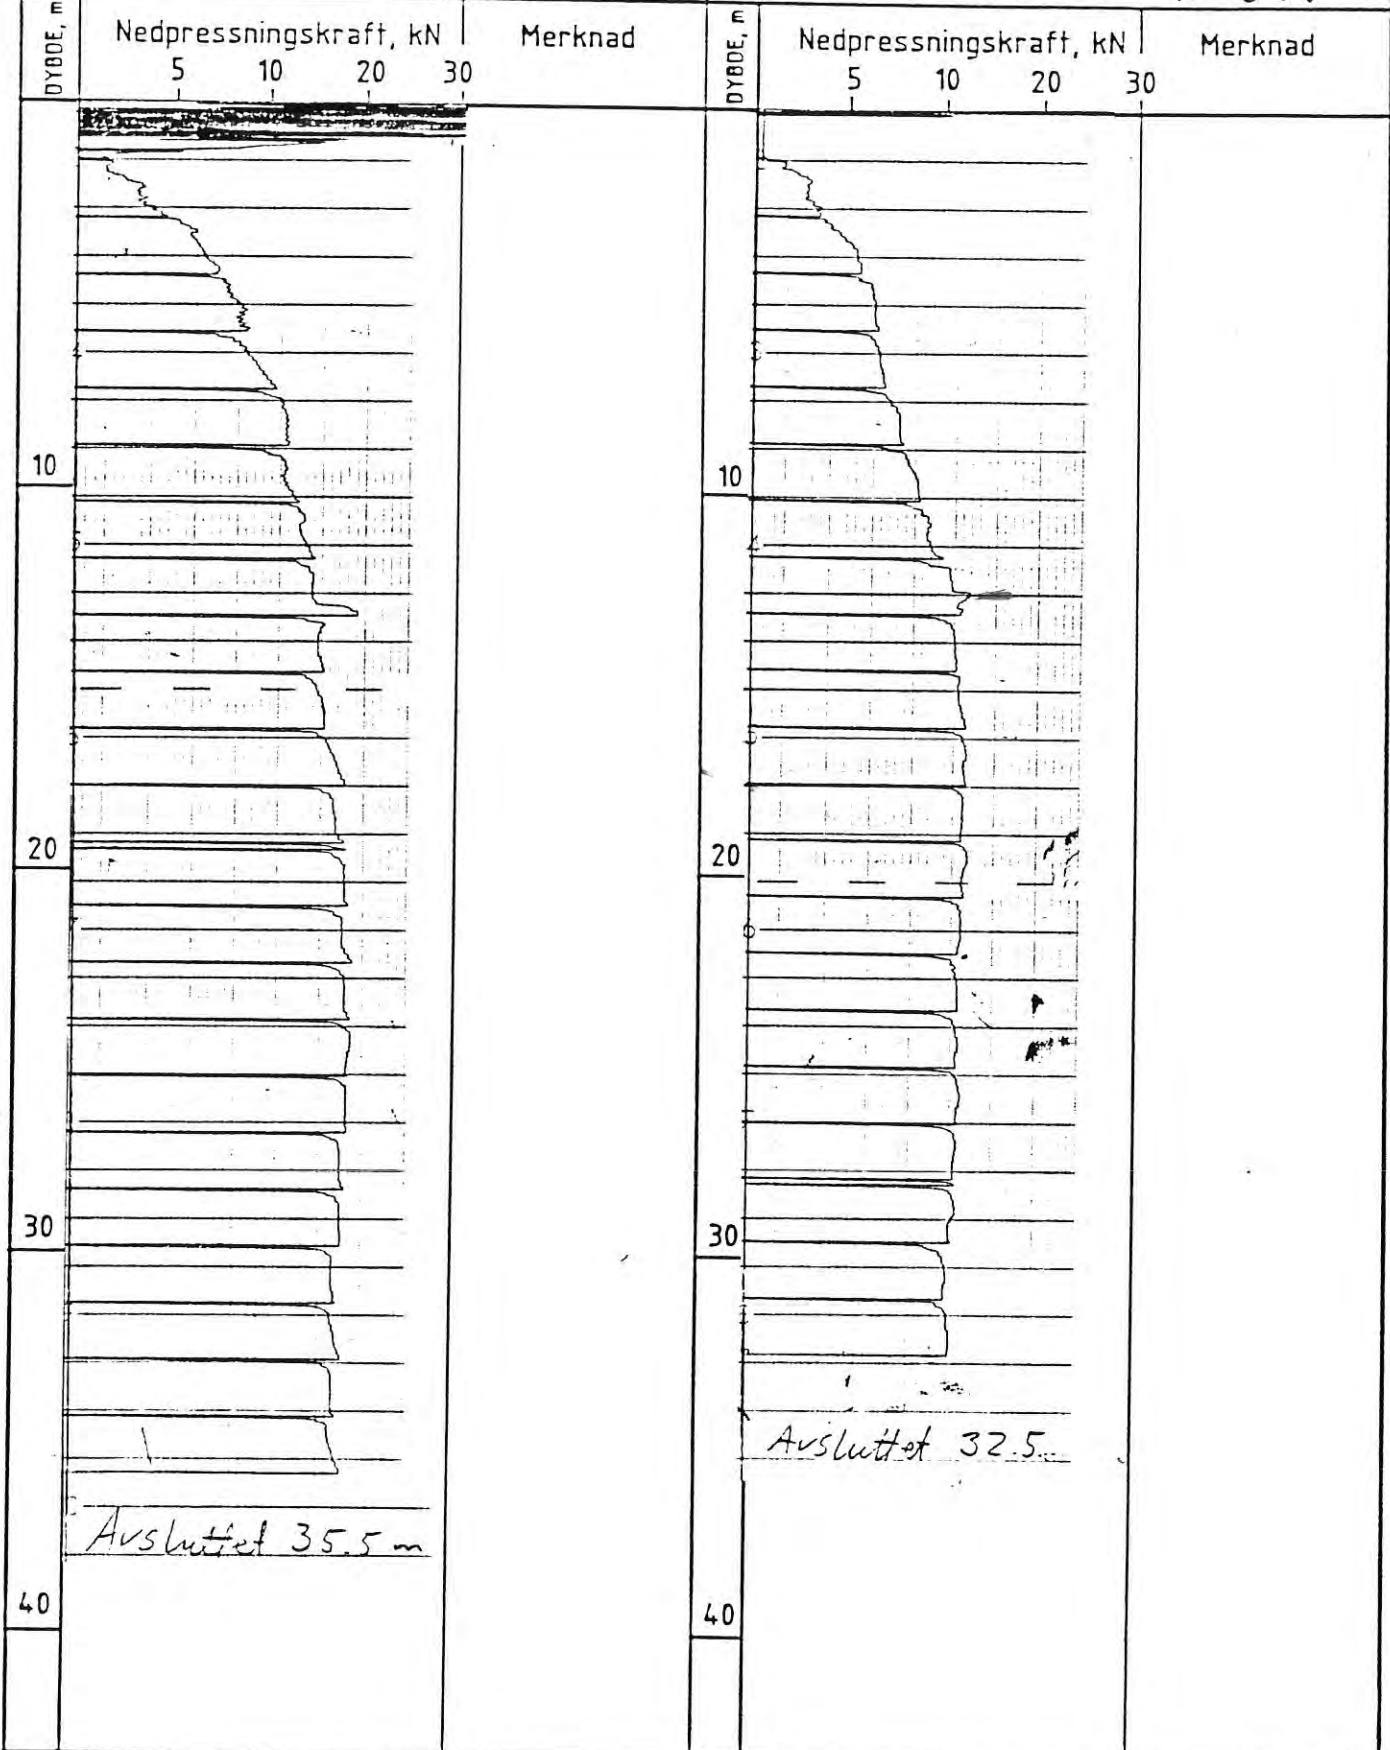 DYBDE, m
Nedpressningskraft, kN
Merknad
5 10 20 30
10
20
30
40
Avsluttet 35.5 m
DYBDE, m
Nedpressningskraft, kN
Merknad
5 10 20 30
10
20
30
40
Avsluttet 32.5